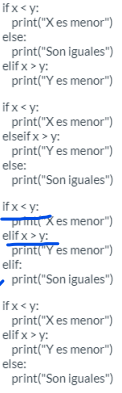 if x < y:
print("X es menor")
else:
print("Son iguales")
elif x > y:
print("Y es menor")
if x < y:
print("X es menor")
elseif x > y:
print("Y es menor")
else:
print("Son iguales")
if x < y:
print("X es menor")
elif x > y:
print("Y es menor")
elif:
print("Son iguales")
if x < y:
print("X es menor")
elif x > y:
print("Y es menor")
else:
print("Son iguales")